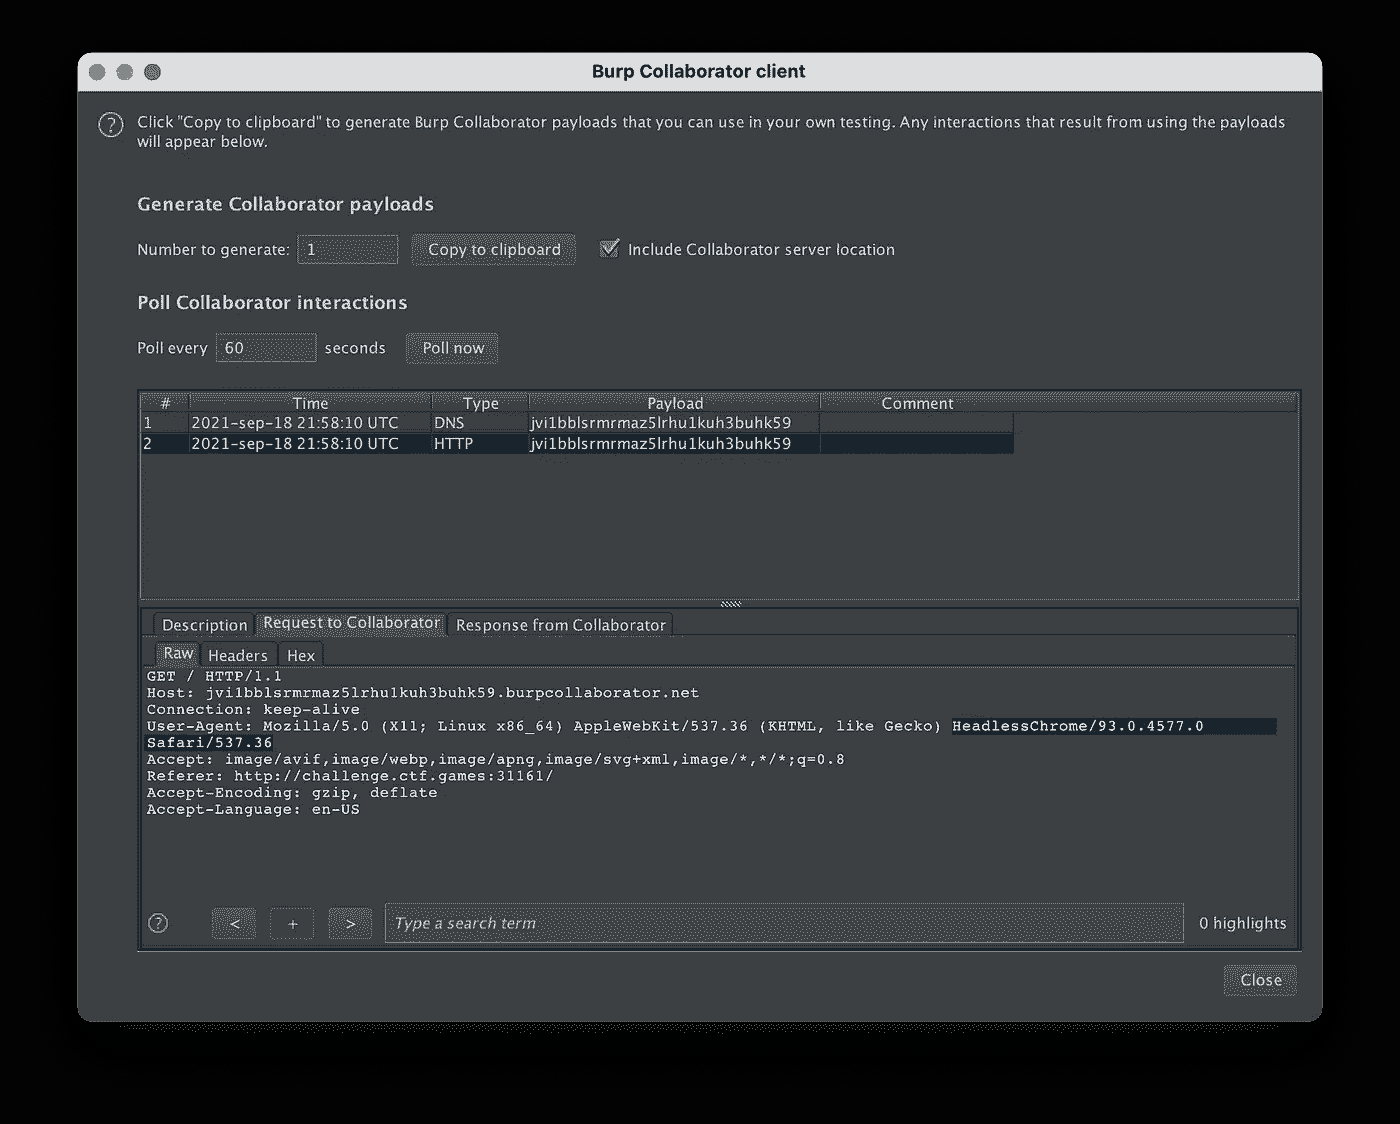 Burp Collaborator client
Click "Copy to clipboard" to generate Burp Collaborator payloads that you can use in your own testing. Any interactions that result from using the payloads
will appear below.
Generate Collaborator payloads
Number to generate: 1 Copy to clipboard Include Collaborator server location
Poll Collaborator interactions
Poll every 60 seconds Poll now
# Time Type Payload Comment
1 2021-sep-18 21:58:10 UTC DNS jvi1bblsrmrmaz5lrhu1kuh3buhk59
2 2021-sep-18 21:58:10 UTC HTTP jvi1bblsrmrmaz5lrhu1kuh3buhk59
Description Request to Collaborator Response from Collaborator
Raw Headers Hex
GET / HTTP/1.1
Host: jvi1bblsrmrmaz5lrhu1kuh3buhk59.burpcollaborator.net
Connection: keep-alive
User-Agent: Mozilla/5.0 (X11; Linux x86_64) AppleWebKit/537.36 (KHTML, like Gecko) HeadlessChrome/93.0.4577.0
Safari/537.36
Accept: image/avif,image/webp,image/apng,image/svg+xml,image/*,*/*;q=0.8
Referer: http://challenge.ctf.games:31161/
Accept-Encoding: gzip, deflate
Accept-Language: en-US
? < + > Type a search term 0 highlights
Close